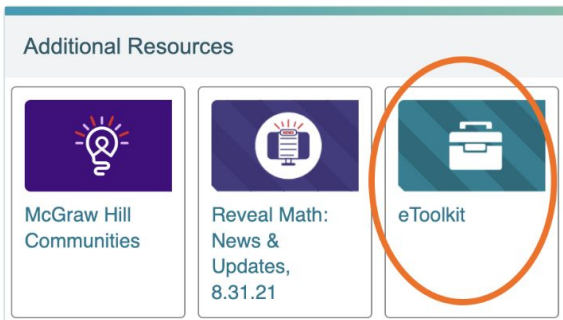 Additional Resources
McGraw Hill
Communities
Reveal Math:
News &
Updates,
8.31.21
eToolkit